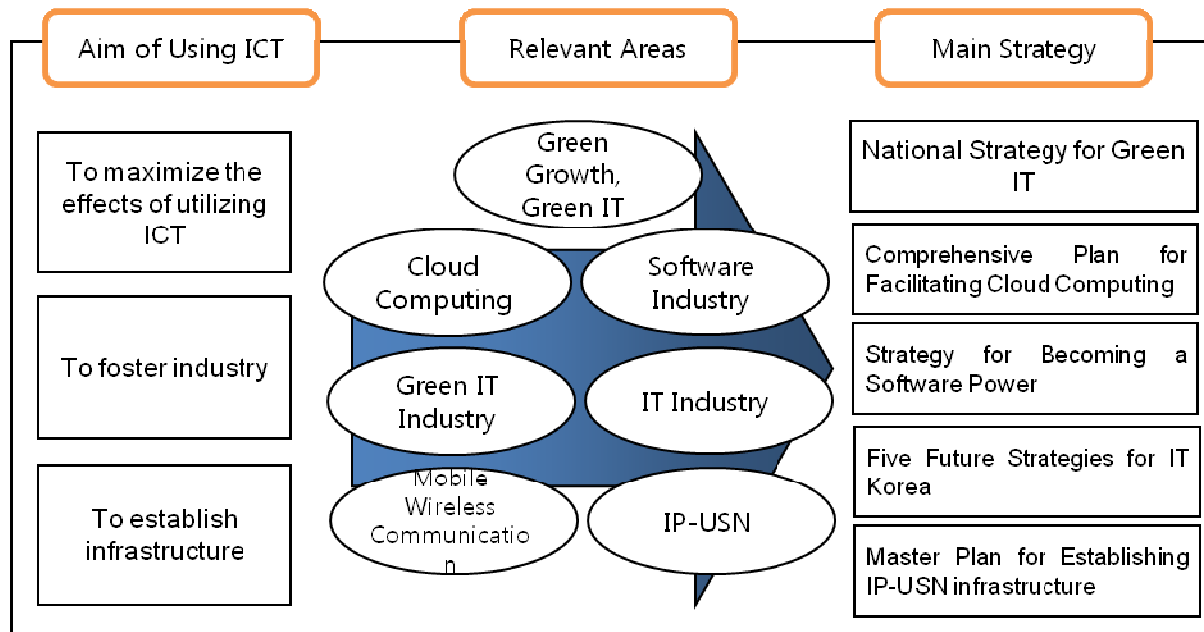 Aim of Using ICT
Relevant Areas
Main Strategy
To maximize the
effects of utilizing
ICT
To foster industry
To establish
infrastructure
Green
Growth,
Green IT
Cloud
Computing
Software
Industry
Green IT
Industry
IT Industry
Mobile
Wireless
Communicatio
n
IP-USN
National Strategy for Green
IT
Comprehensive Plan for
Facilitating Cloud Computing
Strategy for Becoming a
Software Power
Five Future Strategies for IT
Korea
Master Plan for Establishing
IP-USN infrastructure